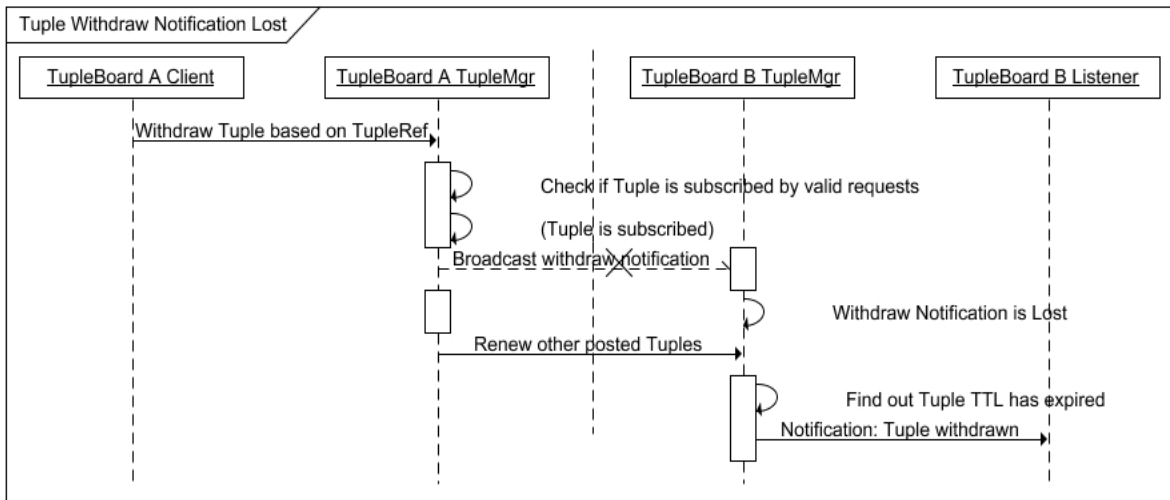 Tuple Withdraw Notification Lost
TupleBoard A Client
TupleBoard A TupleMgr
TupleBoard B TupleMgr
TupleBoard B Listener
Withdraw Tuple based on TupleRef
Check if Tuple is subscribed by valid requests
(Tuple is subscribed)
Broadcast withdraw notification
Withdraw Notification is Lost
Renew other posted Tuples
Find out Tuple TTL has expired
Notification: Tuple withdrawn